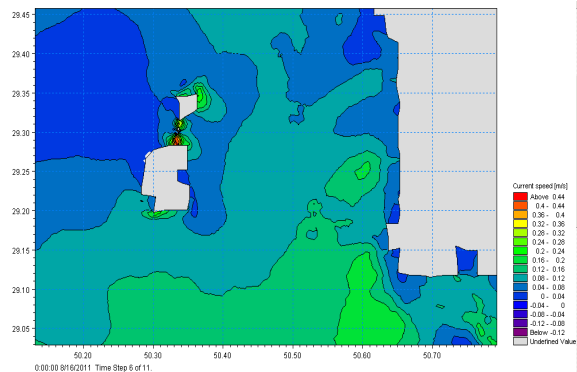 29.45
29.40
29.35
29.30
29.25
29.20
29.15
29.10
29.05
50.20
50.30
50.40
50.50
50.60
50.70
0:00:00 8/16/2011 Time Step 6 of 11.
Current speed [m/s]
Above 0.44
0.4 - 0.44
0.36 - 0.4
0.32 - 0.36
0.28 - 0.32
0.24 - 0.28
0.2 - 0.24
0.16 - 0.2
0.12 - 0.16
0.08 - 0.12
0.04 - 0.08
0 - 0.04
-0.04 - 0
-0.08 - -0.04
-0.12 - -0.08
Below -0.12
Undefined Value